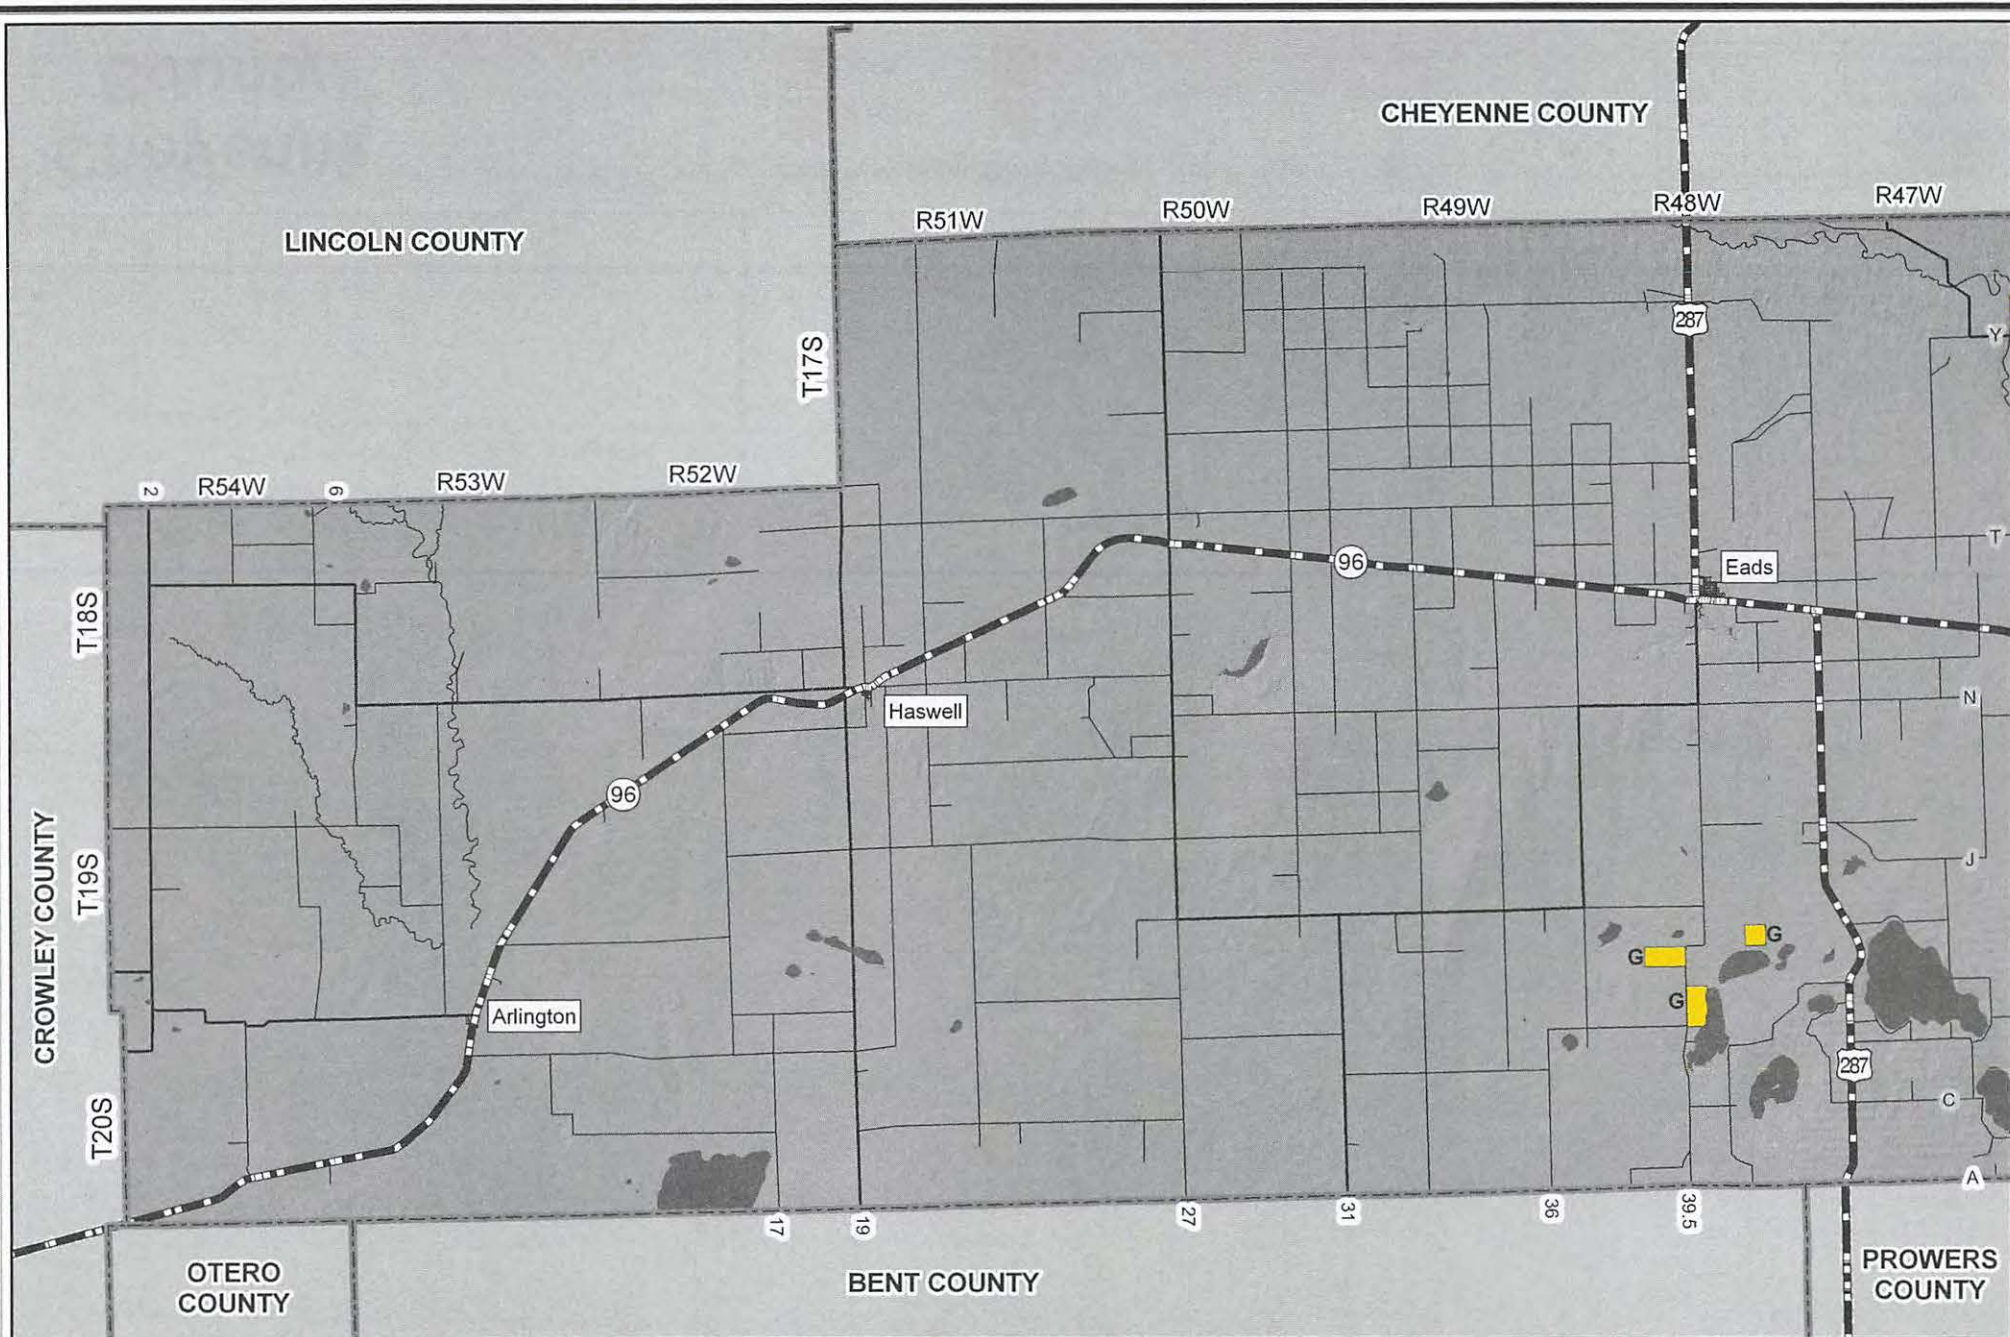 CHEYENNE COUNTY
LINCOLN COUNTY
R51W
R50W
R49W
R48W
R47W
287
Y
T17S
2
R54W
6
R53W
R52W
T
96
Eads
T18S
N
Haswell
96
CROWLEY COUNTY
T19S
J
G
G
G
Arlington
287
C
T20S
A
17
19
27
31
36
39.5
OTERO
COUNTY
BENT COUNTY
PROWERS
COUNTY